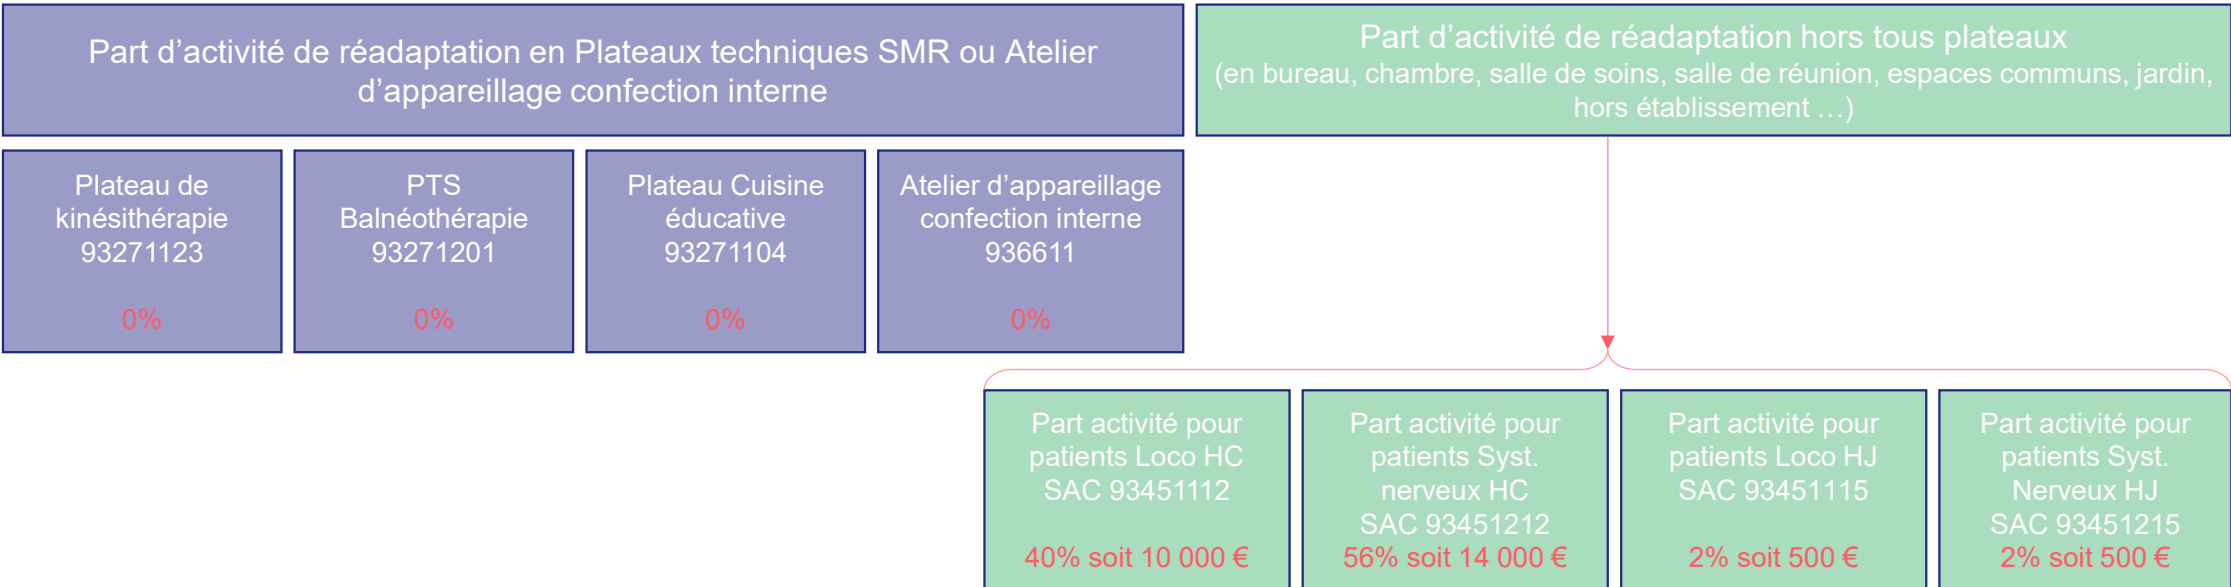 Part d’activité de réadaptation en Plateaux techniques SMR ou Atelier
d’appareillage confection interne
Part d’activité de réadaptation hors tous plateaux
(en bureau, chambre, salle de soins, salle de réunion, espaces communs, jardin,
hors établissement …)
Plateau de
kinésithérapie
93271123
0%
PTS
Balnéothérapie
93271201
0%
Plateau Cuisine
éducative
93271104
0%
Atelier d’appareillage
confection interne
936611
0%
Part activité pour
patients Loco HC
SAC 93451112
40% soit 10 000 €
Part activité pour
patients Syst.
nerveux HC
SAC 93451212
56% soit 14 000 €
Part activité pour
patients Loco HJ
SAC 93451115
2% soit 500 €
Part activité pour
patients Syst.
Nerveux HJ
SAC 93451215
2% soit 500 €